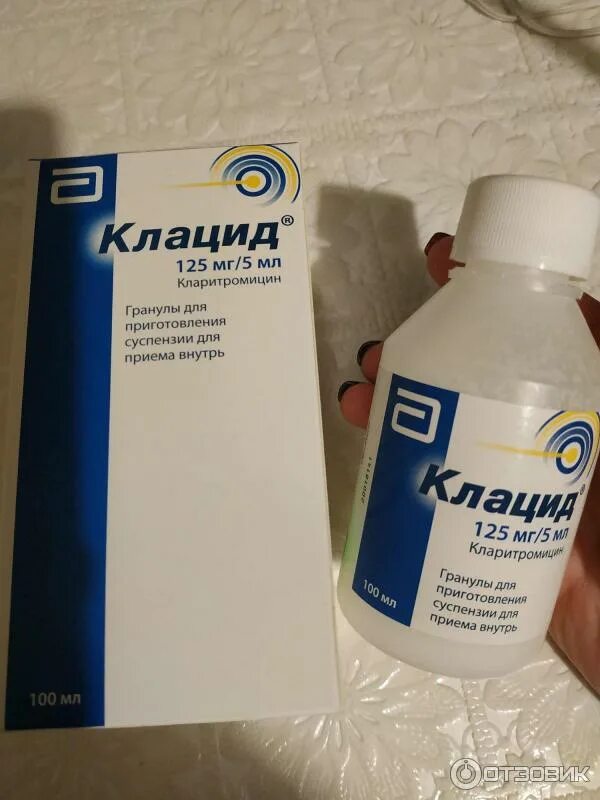 Клацид®
125 мг/5 мл
Кларитромицин
Гранулы для
приготовления
суспензии для
приема внутрь
100 мл
Клацид®
125 мг/5 мл
Кларитромицин
Гранулы для
приготовления
суспензии для
приема внутрь
100 мл
ОТЗОВИК